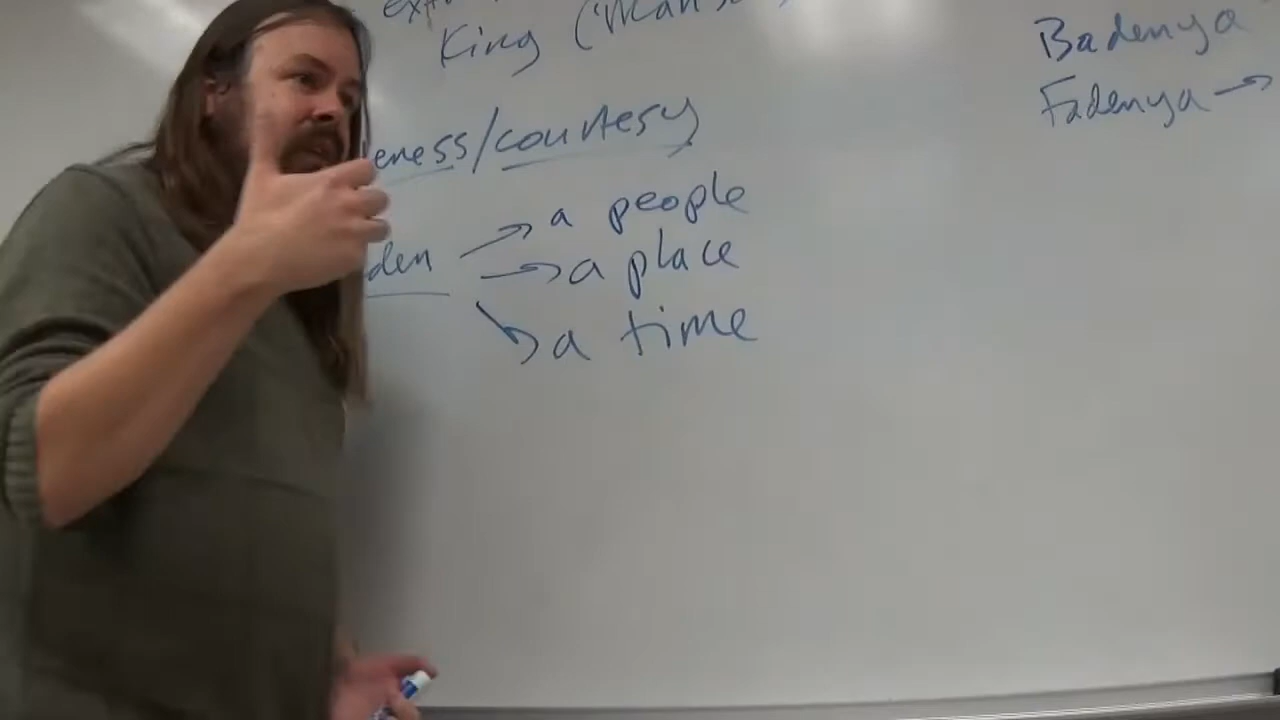 King
eness/courtesy
den → a people
→ a place
→ a time
Badenya
Fadenya →